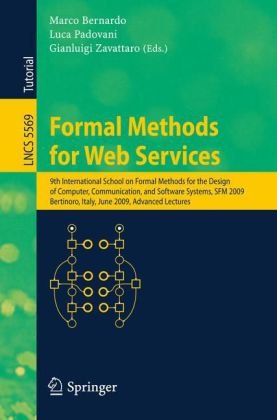 Marco Bernardo
Luca Padovani
Gianluigi Zavattaro (Eds.)
Tutorial
LNCS 5569
Formal Methods
for Web Services
9th International School on Formal Methods for the Design
of Computer, Communication, and Software Systems, SFM 2009
Bertinoro, Italy, June 2009, Advanced Lectures
Springer